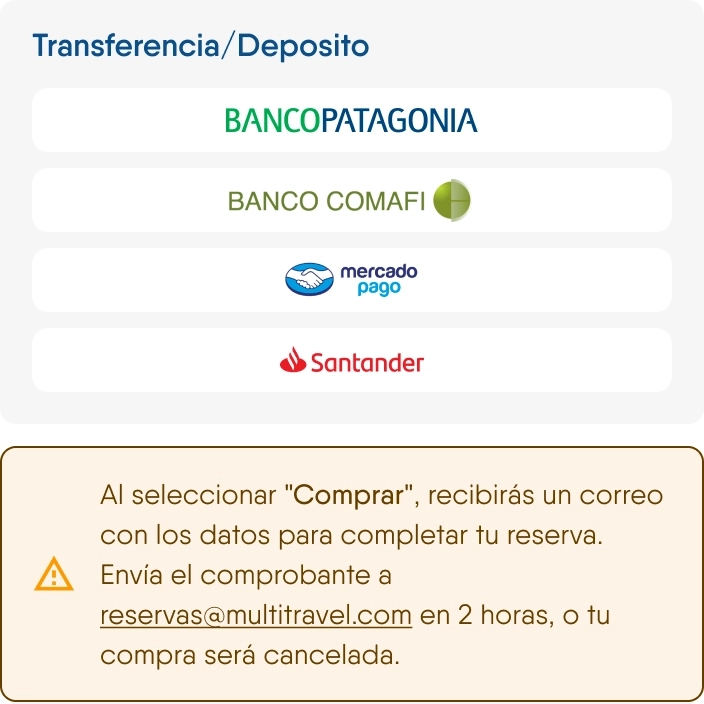 Transferencia/Deposito
BANCOPATAGONIA
BANCO COMAFI
mercado
pago
Santander
Al seleccionar "Comprar", recibirás un correo
con los datos para completar tu reserva.
Envía el comprobante a
reservas@multitravel.com en 2 horas, o tu
compra será cancelada.